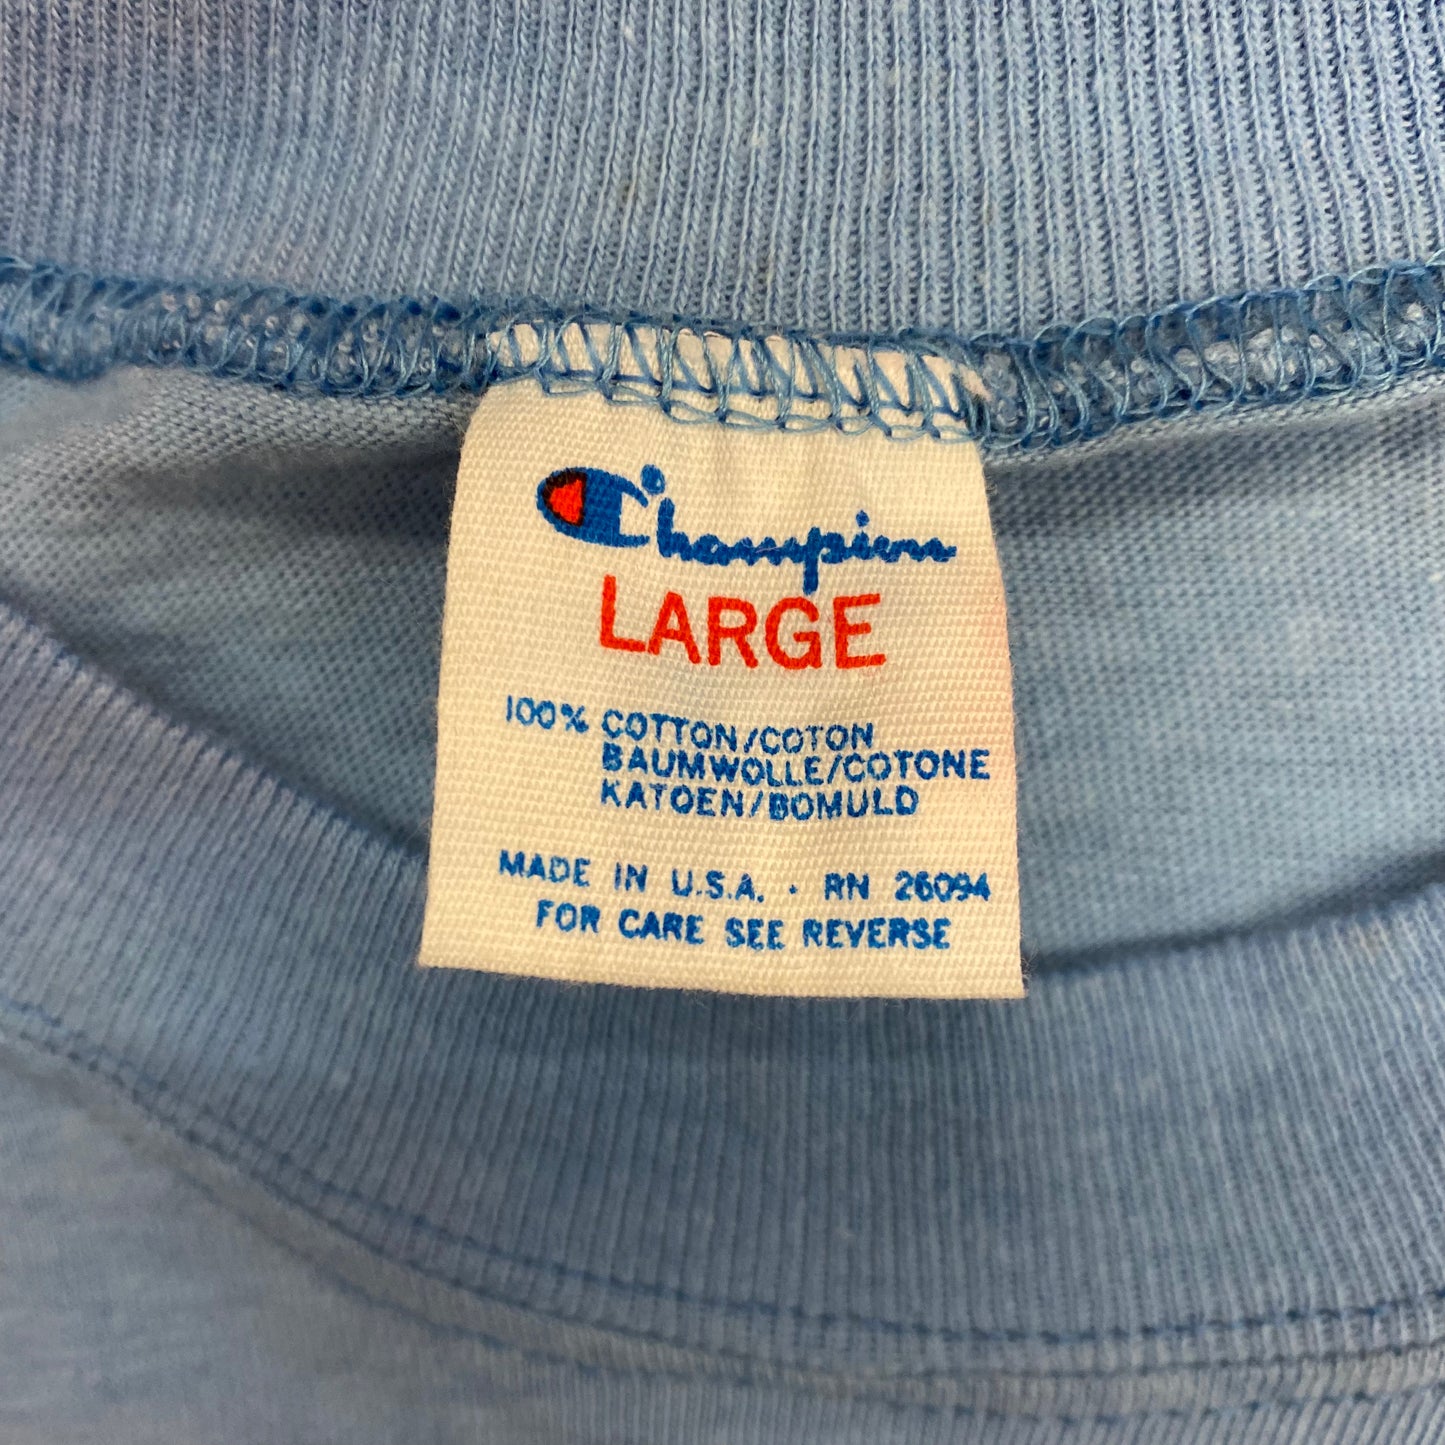 Champion
LARGE
100% COTTON/COTON
BAUMWOLLE/COTONE
KATOEN/BOMULD
MADE IN U.S.A. · RN 26094
FOR CARE SEE REVERSE